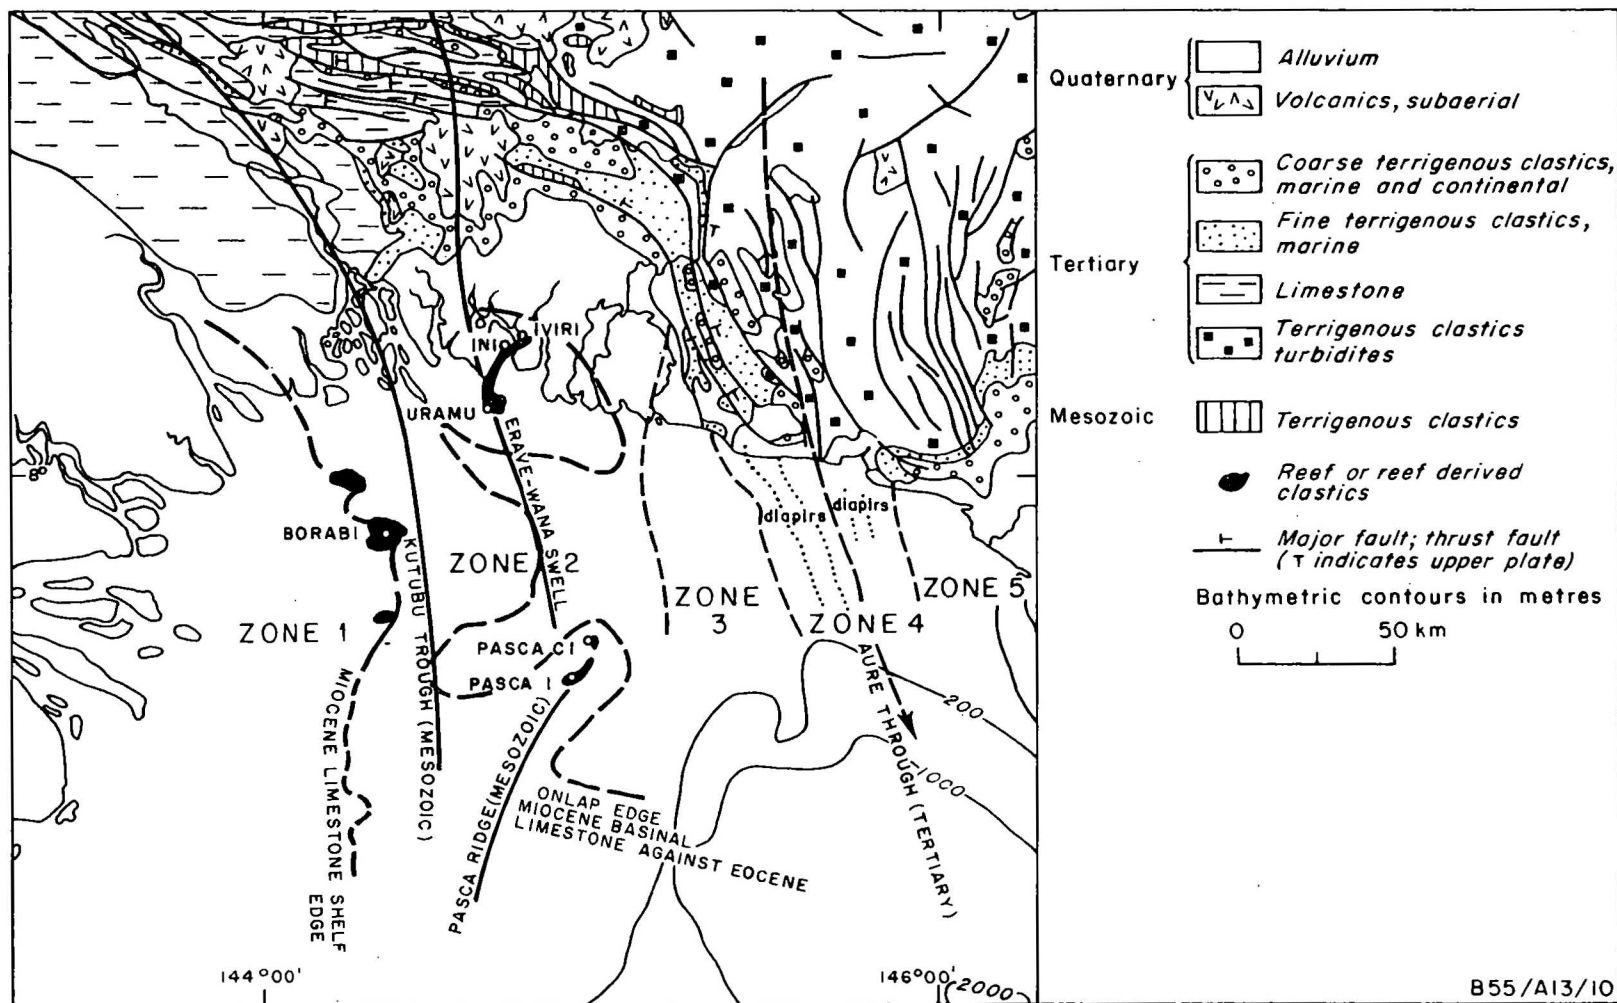 IVIRI
INI
URAMU
ERAVE-WANA SWELL
BORABI
KUTUBU TROUGH (MESOZOIC)
ZONE 1
ZONE 2
ZONE
3
diapirs
diapirs
ZONE 4
ZONE 5
PASCA C1
PASCA 1
MIOCENE LIMESTONE SHELF
EDGE
PASCA RIDGE (MESOZOIC)
ONLAP EDGE
MIOCENE BASINAL
LIMESTONE AGAINST EOCENE
AURE THROUGH (TERTIARY)
200
1000
(2000)
144°00'
146°00'
Quaternary
Alluvium
Volcanics, subaerial
Tertiary
Coarse terrigenous clastics,
marine and continental
Fine terrigenous clastics,
marine
Limestone
Terrigenous clastics
turbidites
Mesozoic
Terrigenous clastics
Reef or reef derived
clastics
Major fault; thrust fault
(T indicates upper plate)
Bathymetric contours in metres
0 50 km
B55/A13/10